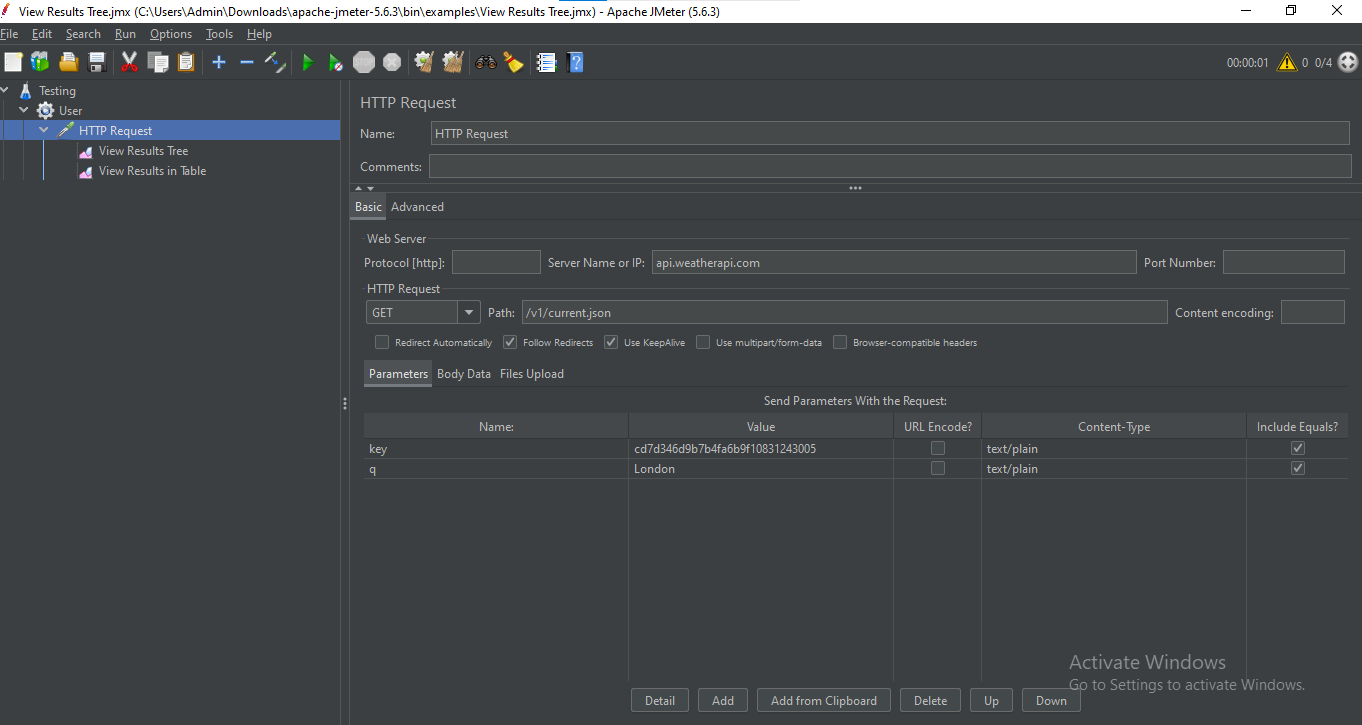 View Results Tree.jmx (C:\Users\Admin\Downloads\apache-jmeter-5.6.3\bin\examples\View Results Tree.jmx) - Apache JMeter (5.6.3)
File Edit Search Run Options Tools Help
STOP
00:00:01 0 0/4
Testing
User
HTTP Request
View Results Tree
View Results in Table
HTTP Request
Name: HTTP Request
Comments:
Basic Advanced
Web Server
Protocol [http]: Server Name or IP: api.weatherapi.com Port Number:
HTTP Request
GET Path: /v1/current.json Content encoding:
Redirect Automatically Follow Redirects Use KeepAlive Use multipart/form-data Browser-compatible headers
Parameters Body Data Files Upload
Send Parameters With the Request:
Name: Value URL Encode? Content-Type Include Equals?
key cd7d346d9b7b4fa6b9f10831243005 text/plain
q London text/plain
Activate Windows
Go to Settings to activate Windows.
Detail Add Add from Clipboard Delete Up Down